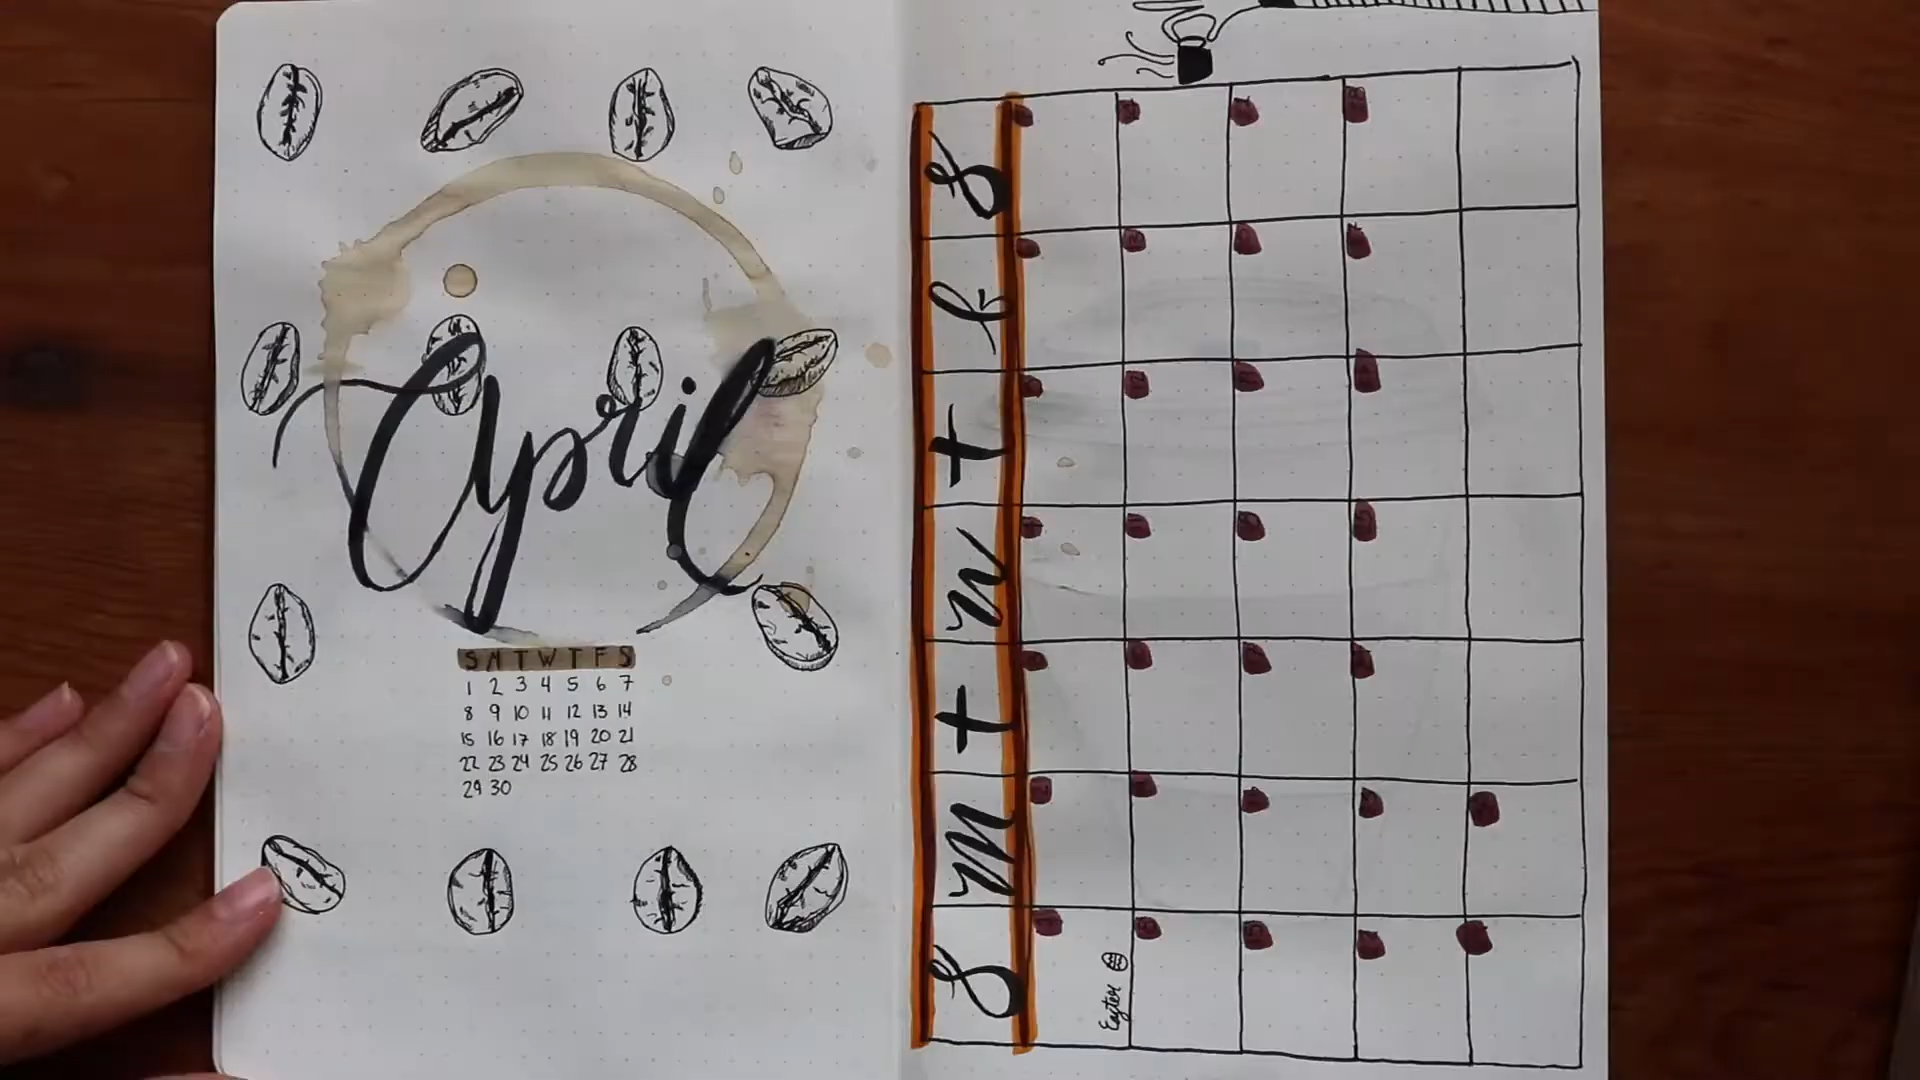 April
S M T W T F S
1 2 3 4 5 6 7
8 9 10 11 12 13 14
15 16 17 18 19 20 21
22 23 24 25 26 27 28
29 30
s m t w t f s
Easter